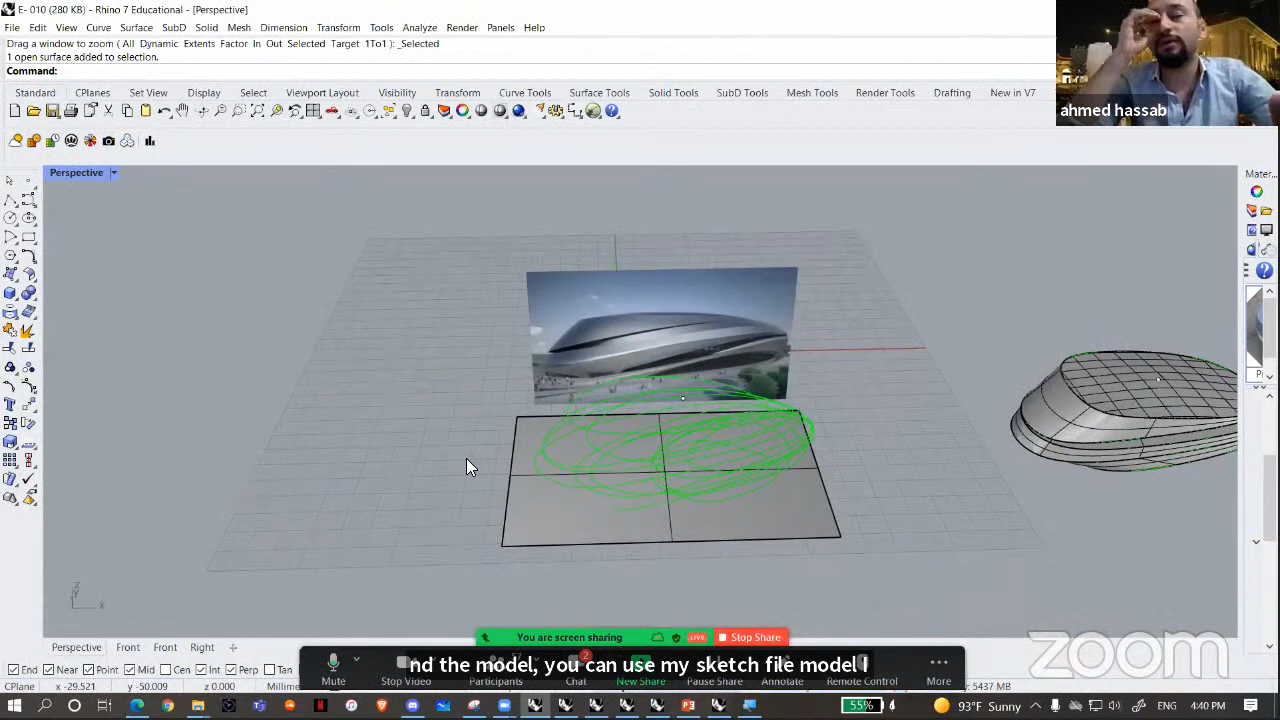 E- 010 (280 KB) - Rhino 7 Educational - [Perspective]
File Edit View Curve Surface SubD Solid Mesh Dimension Transform Tools Analyze Render Panels Help
Drag a window to zoom ( All Dynamic Extents Factor In Out Selected Target 1To1 ): _Selected
1 open surface added to selection.
Command:
ahmed hassab
Standard CPlanes Set View Display Select Viewport Layout Visibility Transform Curve Tools Surface Tools Solid Tools SubD Tools Mesh Tools Render Tools Drafting New in V7
Perspective
Mater...
z
y
x
You are screen sharing LIVE Stop Share
Perspective Front Front Right
nd the model, you can use my sketch file model I
zoom
End Near Point Mid Cen Int Perp Tan
Mute Stop Video Participants Chat New Share Pause Share Annotate Remote Control More
2
CPlane x -29.521 y -50.009 z 0.000
5437 MB
55% 93°F Sunny ENG 4:40 PM